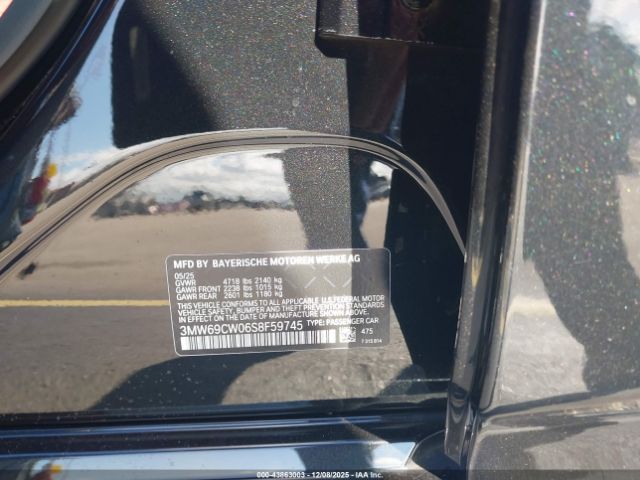 MFD BY BAYERISCHE MOTOREN WERKE AG
05/25
GVWR 4718 lbs 2140 kg
GAWR FRONT 2238 lbs 1015 kg
GAWR REAR 2601 lbs 1180 kg
THIS VEHICLE CONFORMS TO ALL APPLICABLE U.S. FEDERAL MOTOR
VEHICLE SAFETY, BUMPER, AND THEFT PREVENTION STANDARDS
IN EFFECT ON THE DATE OF MANUFACTURE SHOWN ABOVE.
3MW69CW06S8F59745 TYPE: PASSENGER CAR
475
7 315 814
000-43863003 - 12/08/2025 - IAA Inc.